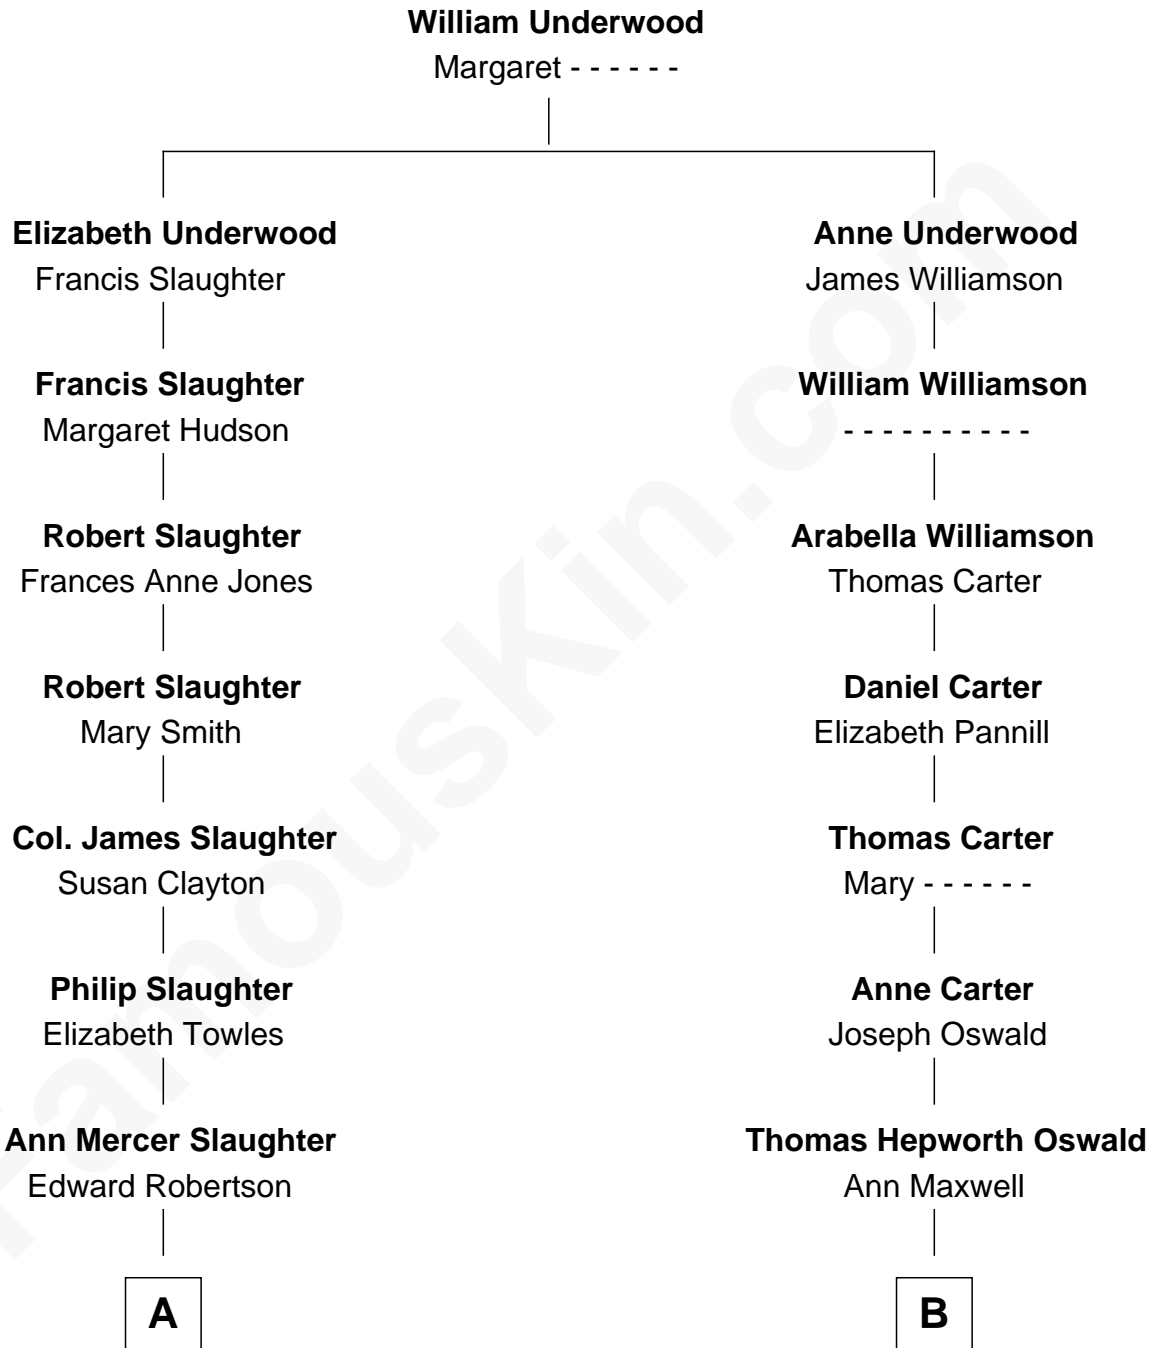 William Underwood
Margaret - - - - - -
Elizabeth Underwood
Francis Slaughter
Anne Underwood
James Williamson
Francis Slaughter
Margaret Hudson
William Williamson
- - - - - - - - - -
Robert Slaughter
Frances Anne Jones
Arabella Williamson
Thomas Carter
Robert Slaughter
Mary Smith
Daniel Carter
Elizabeth Pannill
Col. James Slaughter
Susan Clayton
Thomas Carter
Mary - - - - - -
Philip Slaughter
Elizabeth Towles
Anne Carter
Joseph Oswald
Ann Mercer Slaughter
Edward Robertson
Thomas Hepworth Oswald
Ann Maxwell
A
B
FamousKin.com